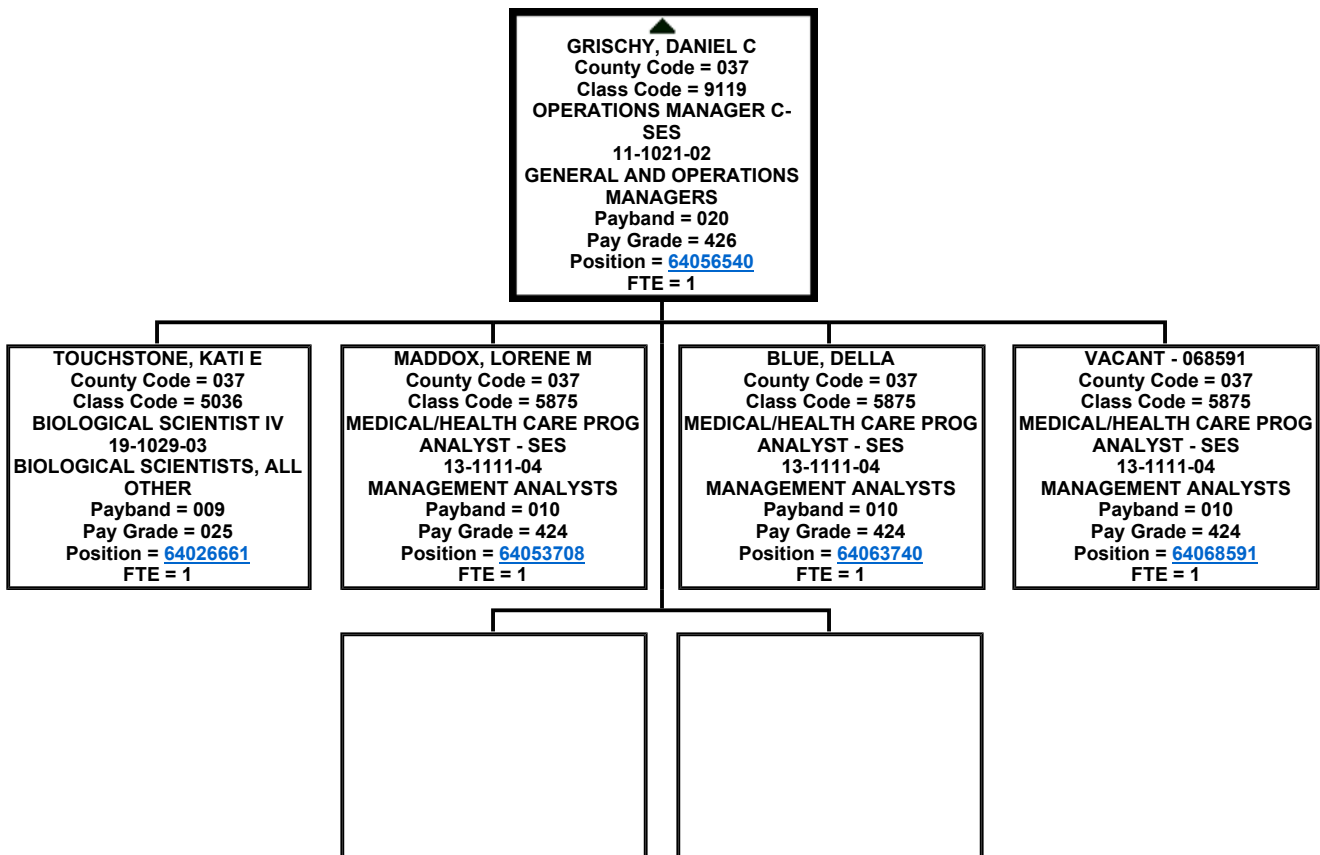 GRISCHY, DANIEL C
County Code = 037
Class Code = 9119
OPERATIONS MANAGER C-
SES
11-1021-02
GENERAL AND OPERATIONS
MANAGERS
Payband = 020
Pay Grade = 426
Position = 64056540
FTE = 1
TOUCHSTONE, KATI E
County Code = 037
Class Code = 5036
BIOLOGICAL SCIENTIST IV
19-1029-03
BIOLOGICAL SCIENTISTS, ALL
OTHER
Payband = 009
Pay Grade = 025
Position = 64026661
FTE = 1
MADDOX, LORENE M
County Code = 037
Class Code = 5875
MEDICAL/HEALTH CARE PROG
ANALYST - SES
13-1111-04
MANAGEMENT ANALYSTS
Payband = 010
Pay Grade = 424
Position = 64053708
FTE = 1
BLUE, DELLA
County Code = 037
Class Code = 5875
MEDICAL/HEALTH CARE PROG
ANALYST - SES
13-1111-04
MANAGEMENT ANALYSTS
Payband = 010
Pay Grade = 424
Position = 64063740
FTE = 1
VACANT - 068591
County Code = 037
Class Code = 5875
MEDICAL/HEALTH CARE PROG
ANALYST - SES
13-1111-04
MANAGEMENT ANALYSTS
Payband = 010
Pay Grade = 424
Position = 64068591
FTE = 1